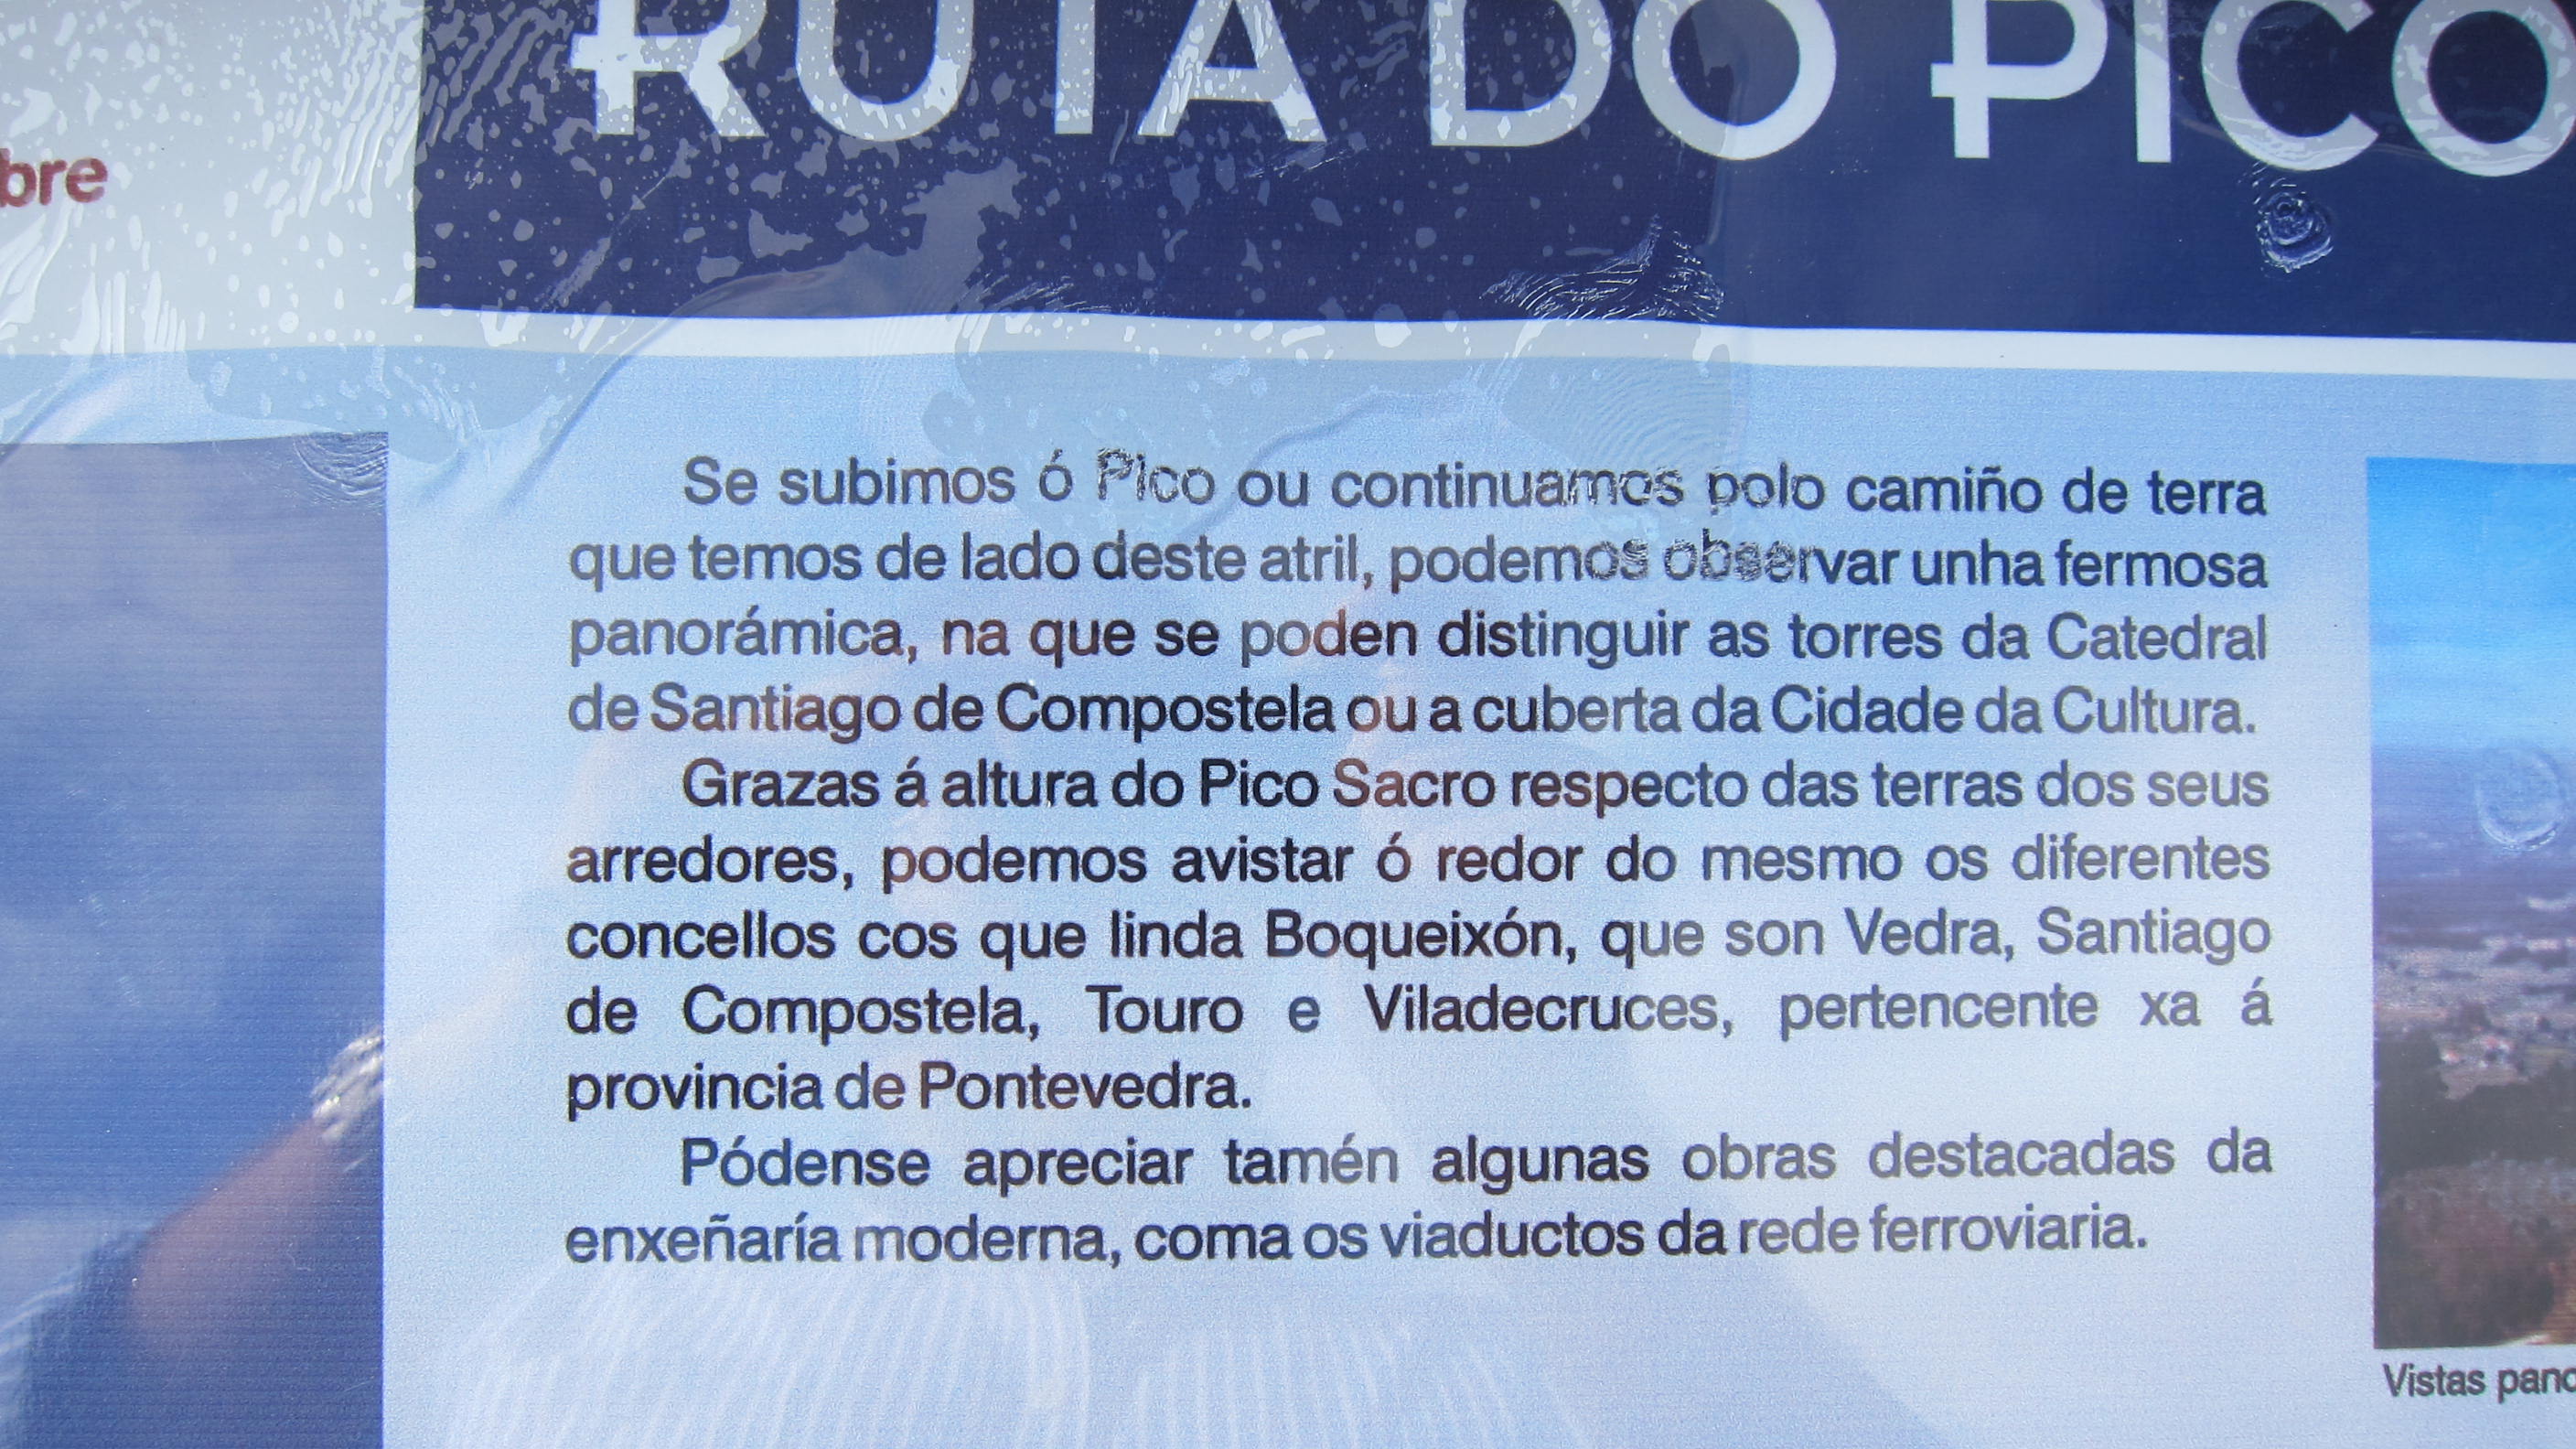 RUTA DO PICO
bre
Se subimos ó Pico ou continuamos polo camiño de terra
que temos de lado deste atril, podemos observar unha fermosa
panorámica, na que se poden distinguir as torres da Catedral
de Santiago de Compostela ou a cuberta da Cidade da Cultura.
Grazas á altura do Pico Sacro respecto das terras dos seus
arredores, podemos avistar ó redor do mesmo os diferentes
concellos cos que linda Boqueixón, que son Vedra, Santiago
de Compostela, Touro e Viladecruces, pertencente xa á
provincia de Pontevedra.
Pódense apreciar tamén algunas obras destacadas da
enxeñaría moderna, coma os viaductos da rede ferroviaria.
Vistas pano